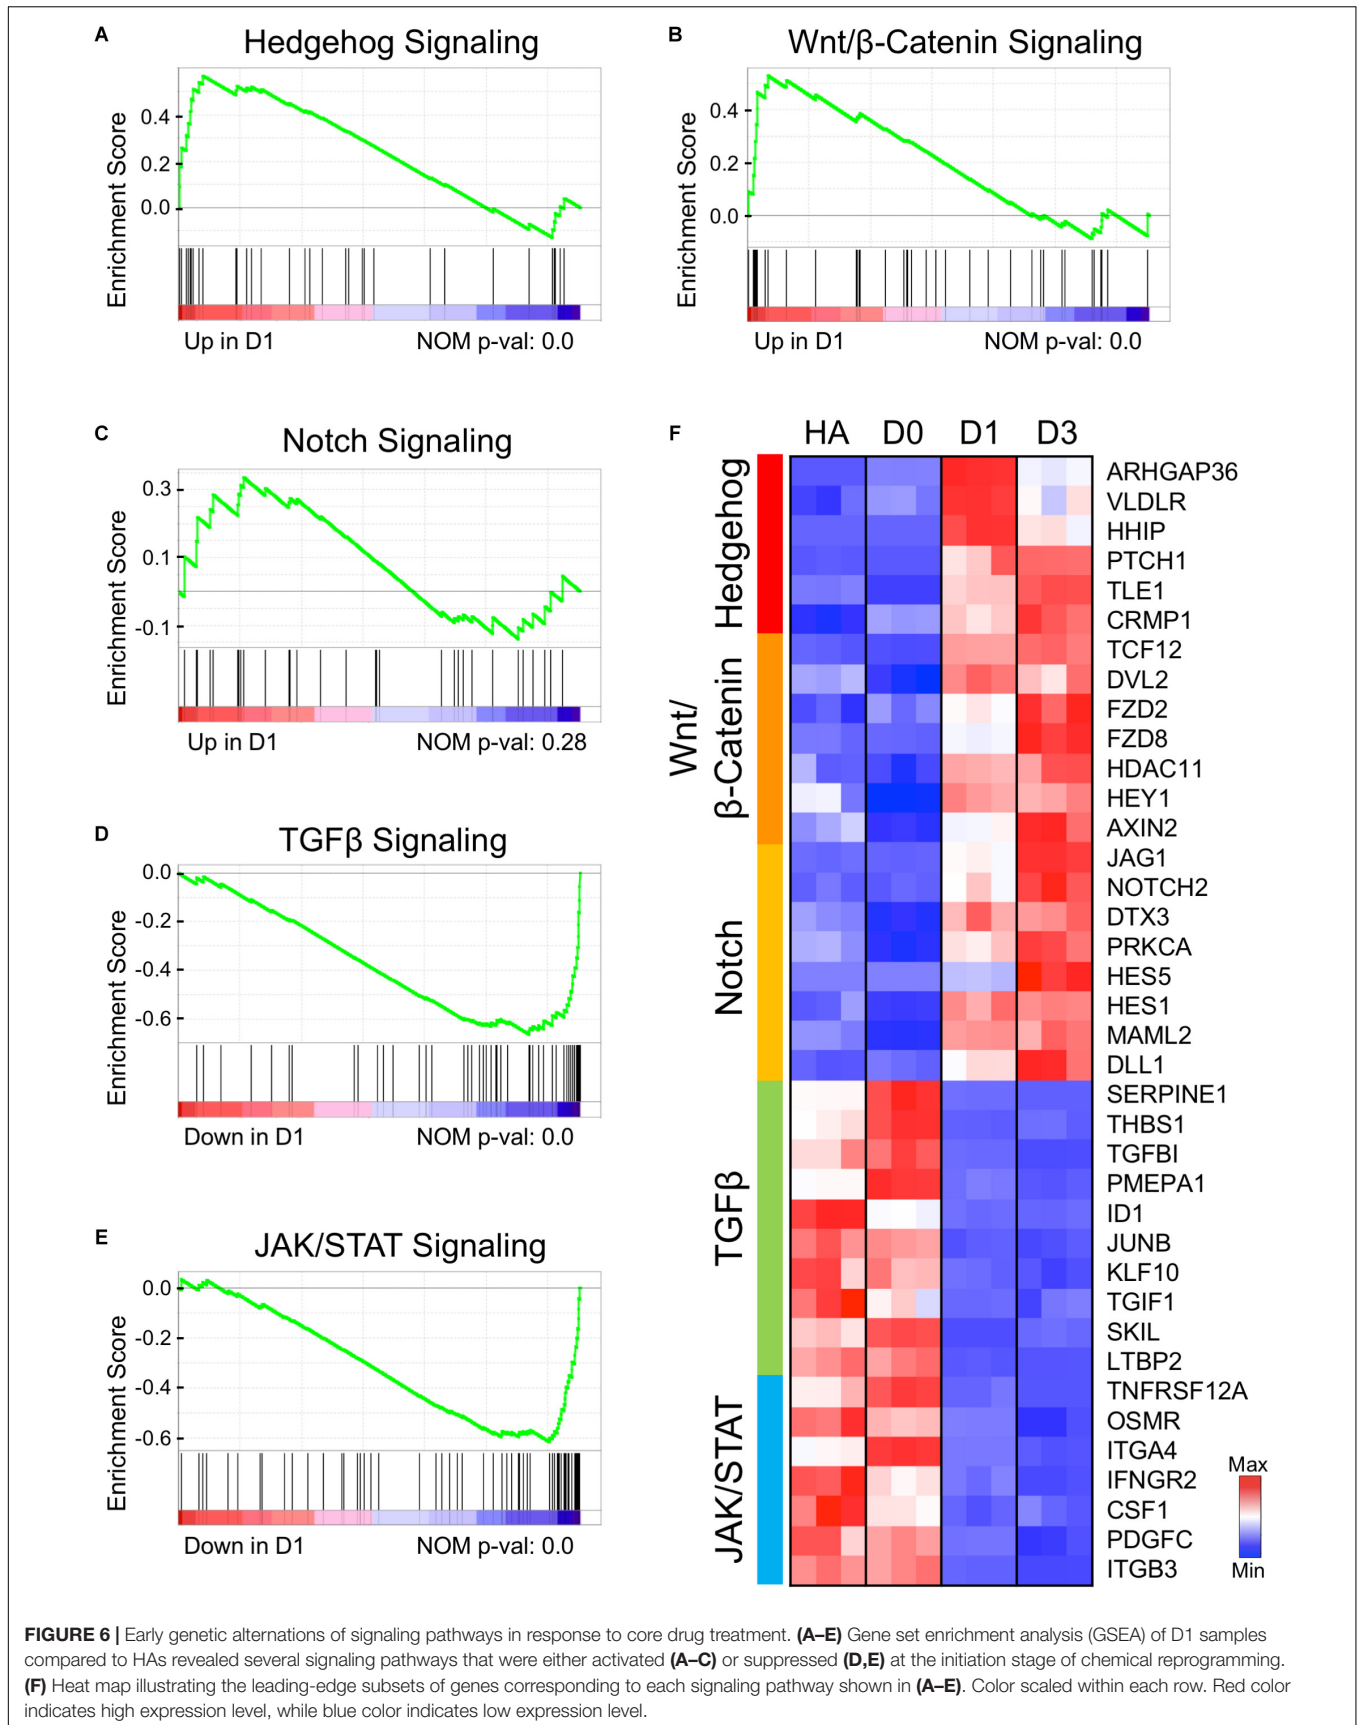 A
Hedgehog Signaling
Enrichment Score
0.4
0.2
0.0
Up in D1
NOM p-val: 0.0
B
Wnt/β-Catenin Signaling
Enrichment Score
0.4
0.2
0.0
Up in D1
NOM p-val: 0.0
C
Notch Signaling
Enrichment Score
0.3
0.1
-0.1
Up in D1
NOM p-val: 0.28
D
TGFβ Signaling
Enrichment Score
0.0
-0.2
-0.4
-0.6
Down in D1
NOM p-val: 0.0
E
JAK/STAT Signaling
Enrichment Score
0.0
-0.2
-0.4
-0.6
Down in D1
NOM p-val: 0.0
F
HA D0 D1 D3
Hedgehog
Wnt/
β-Catenin
Notch
TGFβ
JAK/STAT
ARHGAP36
VLDLR
HHIP
PTCH1
TLE1
CRMP1
TCF12
DVL2
FZD2
FZD8
HDAC11
HEY1
AXIN2
JAG1
NOTCH2
DTX3
PRKCA
HES5
HES1
MAML2
DLL1
SERPINE1
THBS1
TGFBI
PMEPA1
ID1
JUNB
KLF10
TGIF1
SKIL
LTBP2
TNFRSF12A
OSMR
ITGA4
IFNGR2
CSF1
PDGFC
ITGB3
Max
Min
FIGURE 6 | Early genetic alternations of signaling pathways in response to core drug treatment. (A–E) Gene set enrichment analysis (GSEA) of D1 samples
compared to HAs revealed several signaling pathways that were either activated (A–C) or suppressed (D,E) at the initiation stage of chemical reprogramming.
(F) Heat map illustrating the leading-edge subsets of genes corresponding to each signaling pathway shown in (A–E). Color scaled within each row. Red color
indicates high expression level, while blue color indicates low expression level.